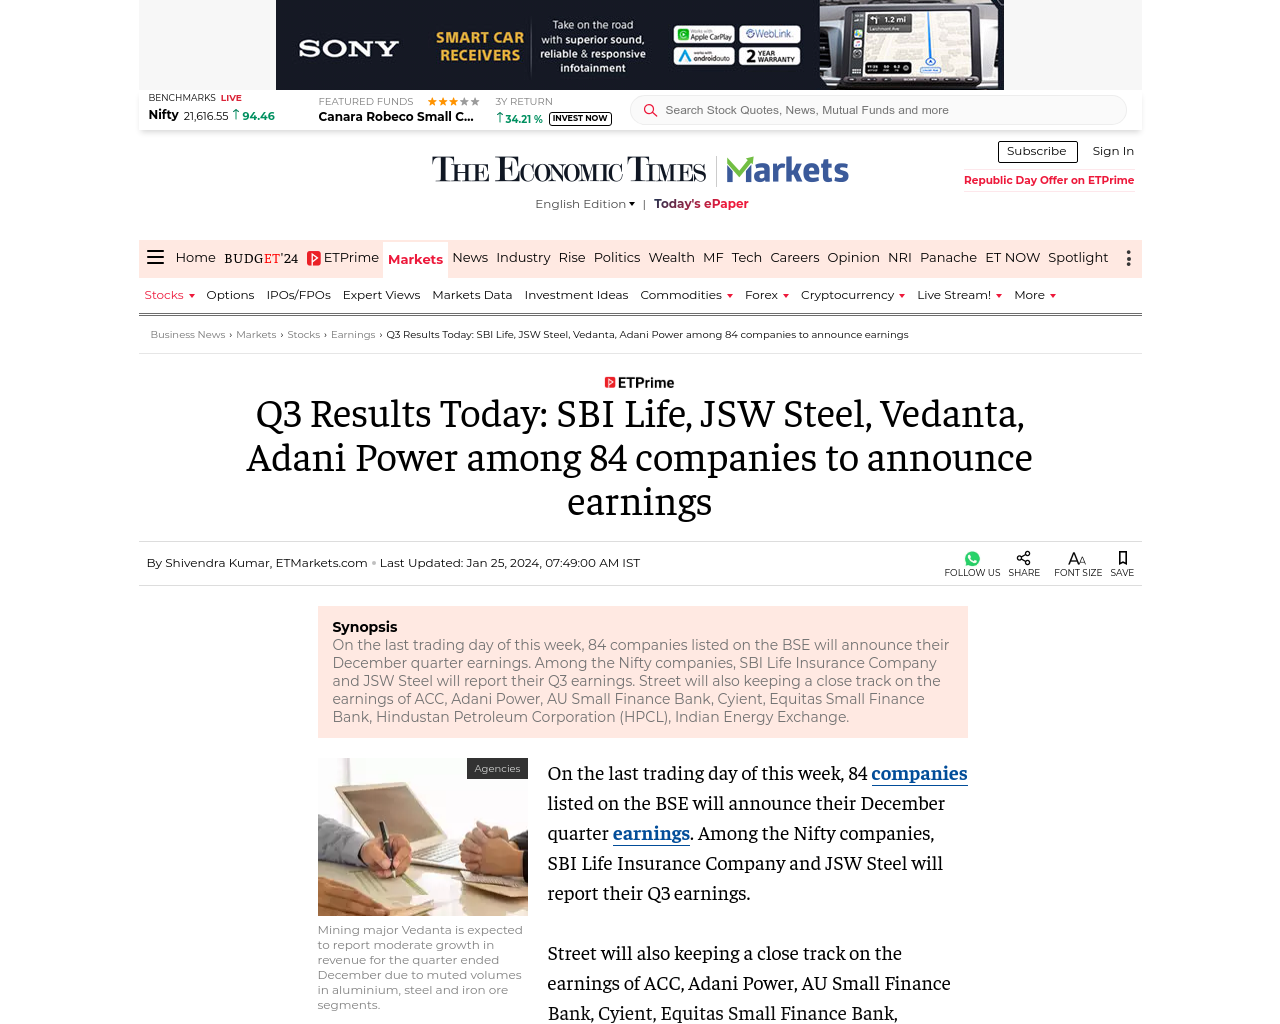 SONY
SMART CAR
RECEIVERS
Take on the road
with superior sound,
reliable & responsive
infotainment
Works with
Apple CarPlay
WebLink
works with
androidauto
2 YEAR
WARRANTY
1.2 mi
BENCHMARKS LIVE
Nifty 21,616.55 94.46
FEATURED FUNDS
Canara Robeco Small C...
3Y RETURN
34.21 % INVEST NOW
Search Stock Quotes, News, Mutual Funds and more
Subscribe Sign In
Republic Day Offer on ETPrime
THE ECONOMIC TIMES Markets
English Edition | Today's ePaper
Home BUDGET'24 ETPrime Markets News Industry Rise Politics Wealth MF Tech Careers Opinion NRI Panache ET NOW Spotlight
Stocks Options IPOs/FPOs Expert Views Markets Data Investment Ideas Commodities Forex Cryptocurrency Live Stream! More
Business News › Markets › Stocks › Earnings › Q3 Results Today: SBI Life, JSW Steel, Vedanta, Adani Power among 84 companies to announce earnings
ETPrime
Q3 Results Today: SBI Life, JSW Steel, Vedanta,
Adani Power among 84 companies to announce
earnings
By Shivendra Kumar, ETMarkets.com • Last Updated: Jan 25, 2024, 07:49:00 AM IST
FOLLOW US SHARE FONT SIZE SAVE
Synopsis
On the last trading day of this week, 84 companies listed on the BSE will announce their
December quarter earnings. Among the Nifty companies, SBI Life Insurance Company
and JSW Steel will report their Q3 earnings. Street will also keeping a close track on the
earnings of ACC, Adani Power, AU Small Finance Bank, Cyient, Equitas Small Finance
Bank, Hindustan Petroleum Corporation (HPCL), Indian Energy Exchange.
Agencies
Mining major Vedanta is expected
to report moderate growth in
revenue for the quarter ended
December due to muted volumes
in aluminium, steel and iron ore
segments.
On the last trading day of this week, 84 companies
listed on the BSE will announce their December
quarter earnings. Among the Nifty companies,
SBI Life Insurance Company and JSW Steel will
report their Q3 earnings.
Street will also keeping a close track on the
earnings of ACC, Adani Power, AU Small Finance
Bank, Cyient, Equitas Small Finance Bank,